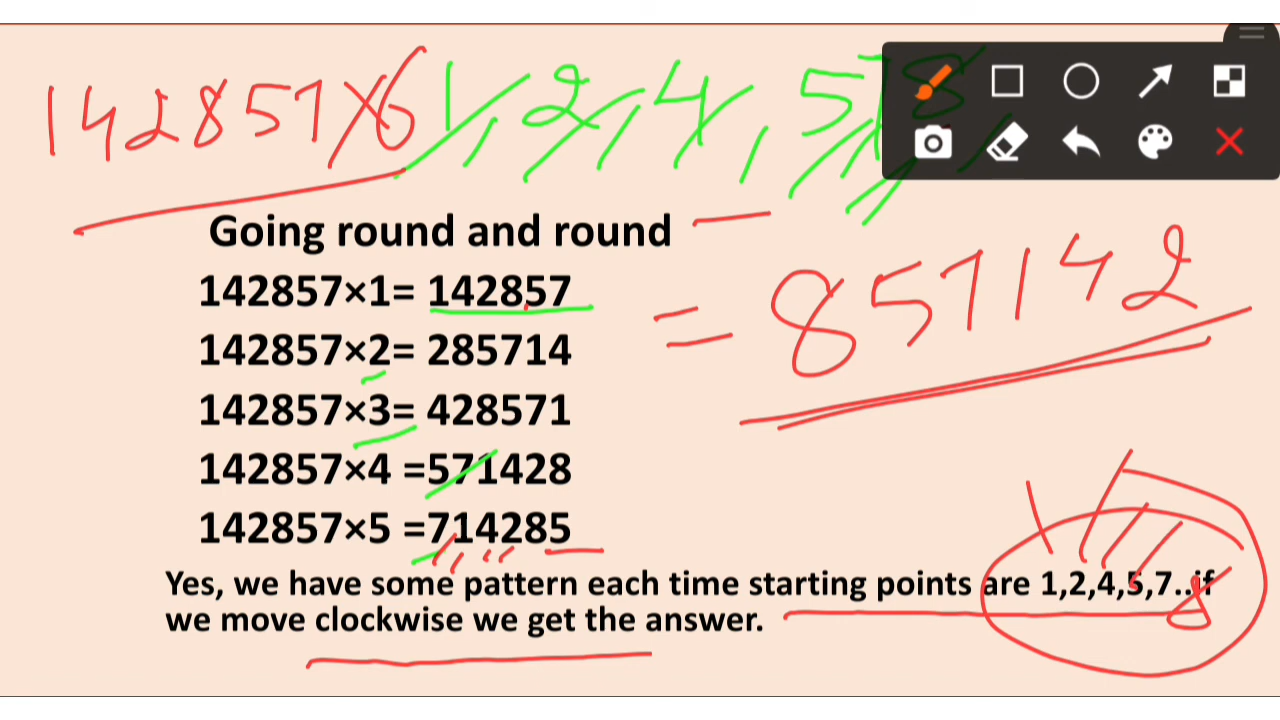 142857×6 1,2,4,5,7,8
Going round and round
142857×1= 142857
= 857142
142857×2= 285714
142857×3= 428571
142857×4 =571428
142857×5 =714285
Yes, we have some pattern each time starting points are 1,2,4,5,7..if
8
we move clockwise we get the answer.